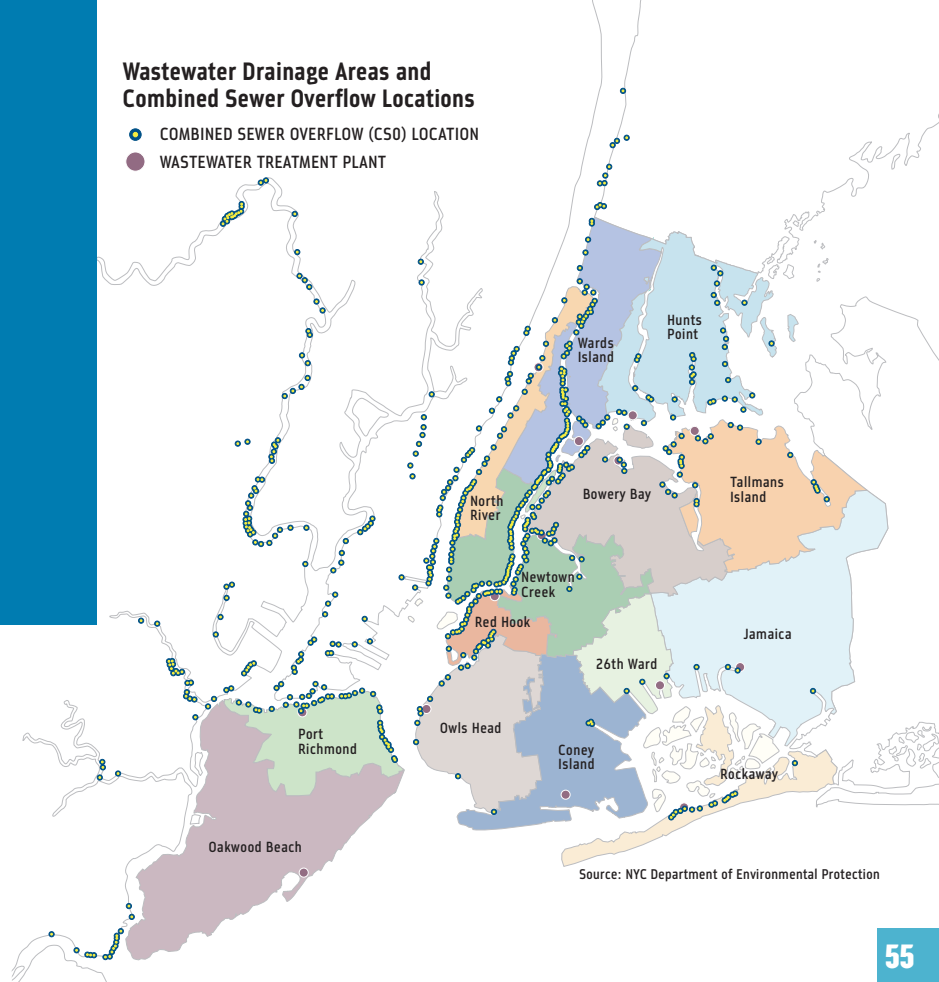 Wastewater Drainage Areas and
Combined Sewer Overflow Locations
COMBINED SEWER OVERFLOW (CSO) LOCATION
WASTEWATER TREATMENT PLANT
Hunts
Point
Wards
Island
Tallmans
Island
Bowery Bay
North
River
Newtown
Creek
Red Hook
Jamaica
26th Ward
Owls Head
Port
Richmond
Coney
Island
Rockaway
Oakwood Beach
Source: NYC Department of Environmental Protection
55